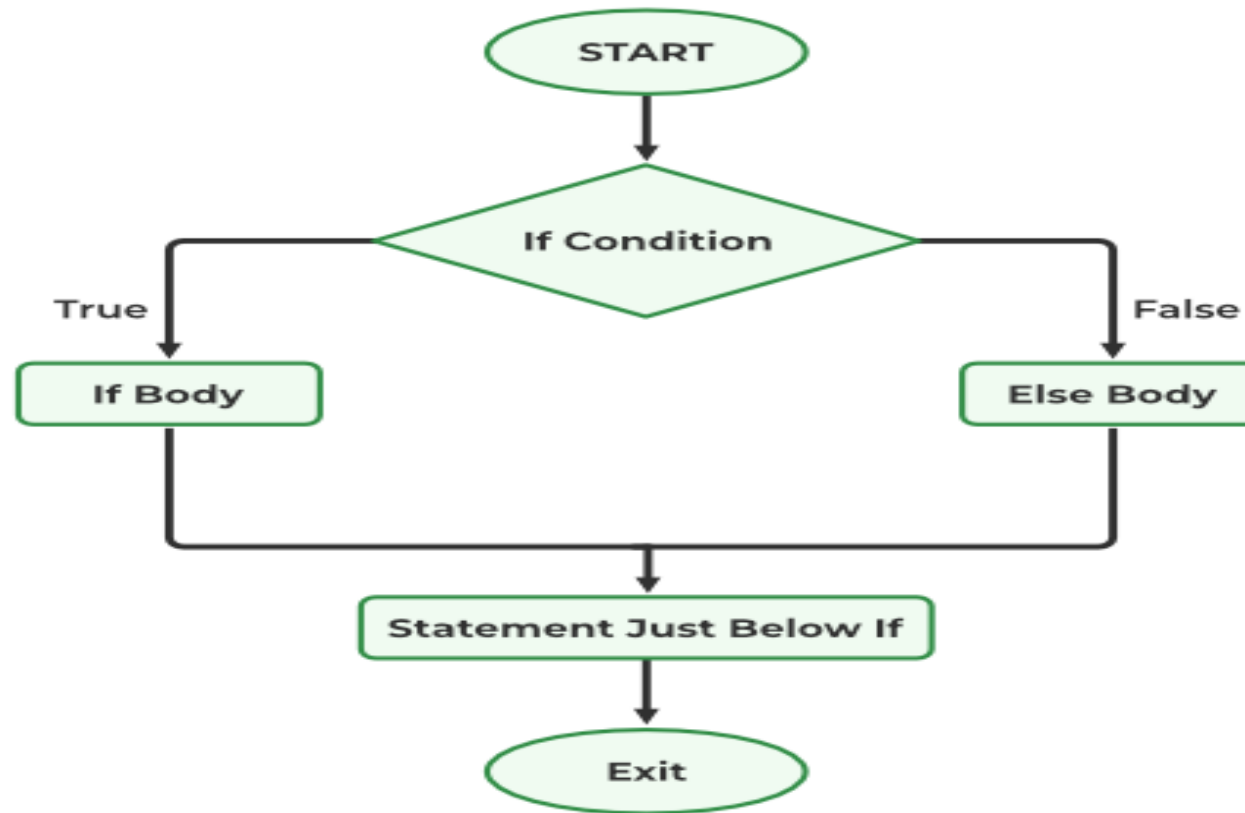 START
If Condition
True
False
If Body
Else Body
Statement Just Below If
Exit